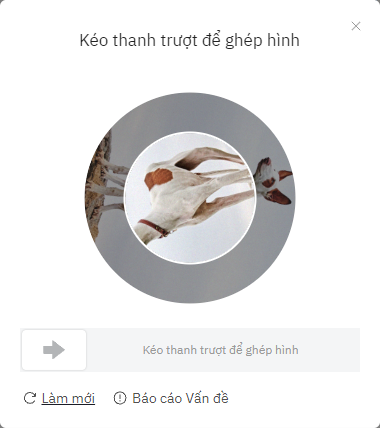 Kéo thanh trượt để ghép hình
Kéo thanh trượt để ghép hình
Làm mới Báo cáo Vấn đề